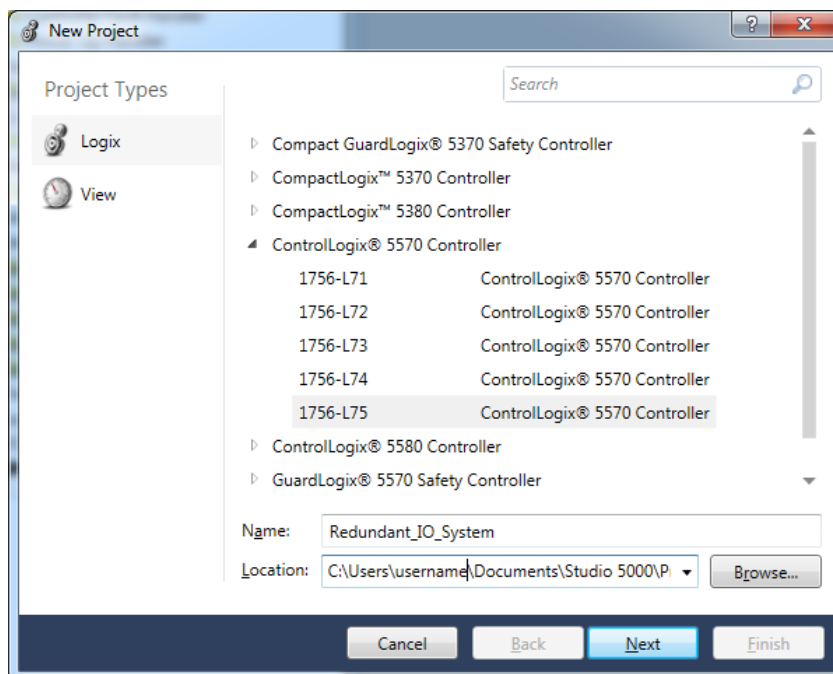 New Project
Project Types
Search
Logix
View
Compact GuardLogix® 5370 Safety Controller
CompactLogix™ 5370 Controller
CompactLogix™ 5380 Controller
ControlLogix® 5570 Controller
1756-L71 ControlLogix® 5570 Controller
1756-L72 ControlLogix® 5570 Controller
1756-L73 ControlLogix® 5570 Controller
1756-L74 ControlLogix® 5570 Controller
1756-L75 ControlLogix® 5570 Controller
ControlLogix® 5580 Controller
GuardLogix® 5570 Safety Controller
Name: Redundant_IO_System
Location: C:\Users\username\Documents\Studio 5000\P
Browse...
Cancel Back Next Finish